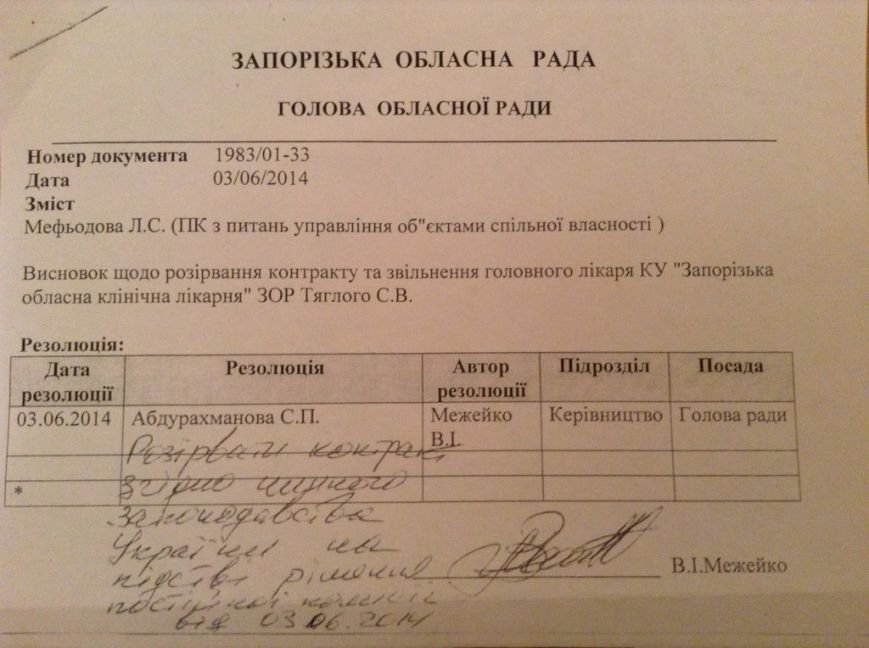 ЗАПОРІЗЬКА ОБЛАСНА РАДА
ГОЛОВА ОБЛАСНОЇ РАДИ
Номер документа 1983/01-33
Дата 03/06/2014
Зміст
Мефьодова Л.С. (ПК з питань управління об"єктами спільної власності )
Висновок щодо розірвання контракту та звільнення головного лікаря КУ "Запорізька
обласна клінічна лікарня" ЗОР Тяглого С.В.
Резолюція:
Дата резолюції Резолюція Автор резолюції Підрозділ Посада
03.06.2014 Абдурахманова С.П. Межейко В.І. Керівництво Голова ради
Розірвати контракт
* згідно чинного
законодавства
України на
підставі рішення
В.І.Межейко
постійної комісії
від 03.06.2014